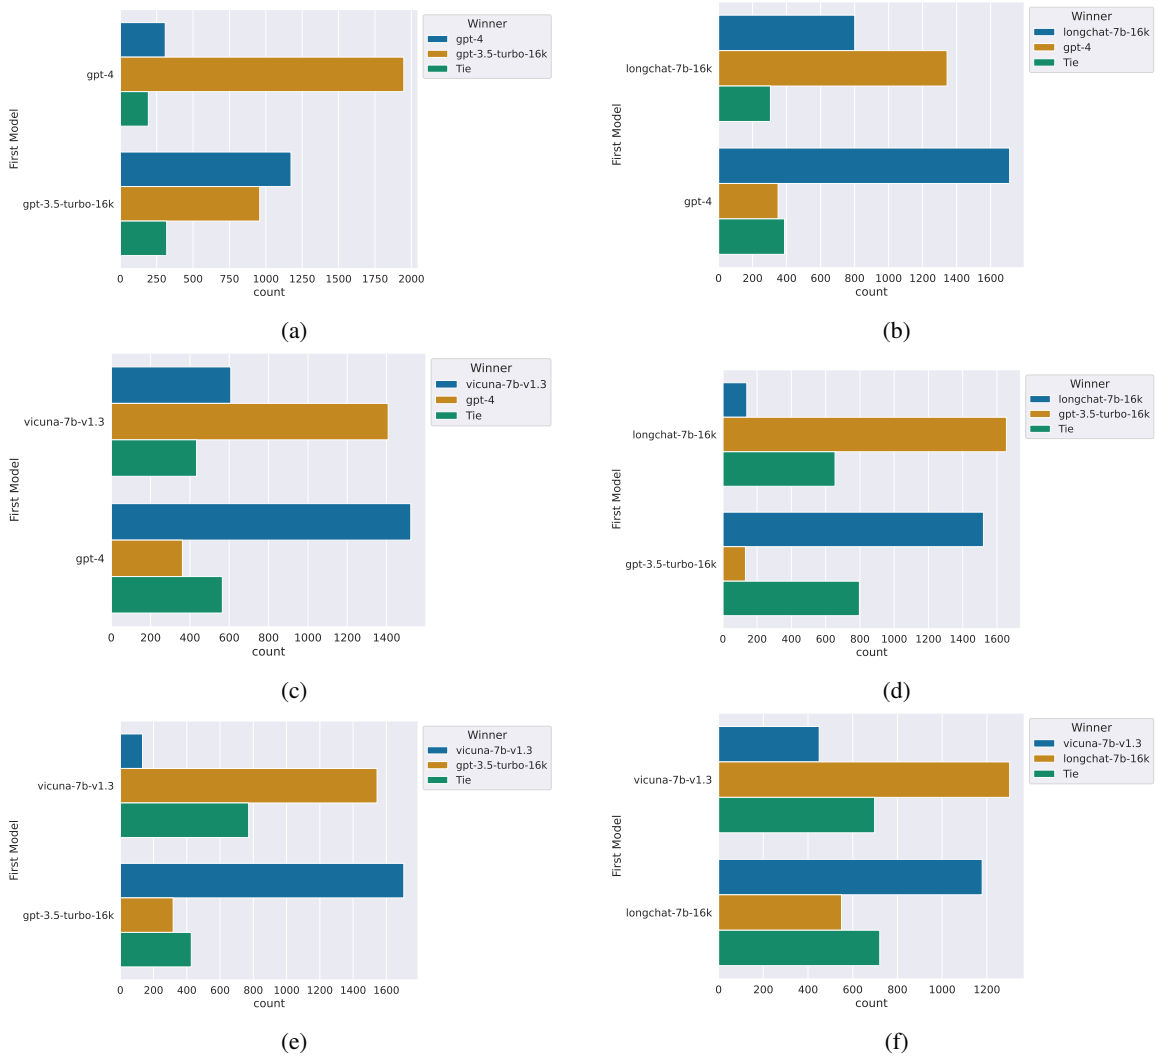 Winner
gpt-4
gpt-3.5-turbo-16k
Tie
First Model
gpt-4
gpt-3.5-turbo-16k
0 250 500 750 1000 1250 1500 1750 2000
count
(a)
Winner
longchat-7b-16k
gpt-4
Tie
First Model
longchat-7b-16k
gpt-4
0 200 400 600 800 1000 1200 1400 1600
count
(b)
Winner
vicuna-7b-v1.3
gpt-4
Tie
First Model
vicuna-7b-v1.3
gpt-4
0 200 400 600 800 1000 1200 1400
count
(c)
Winner
longchat-7b-16k
gpt-3.5-turbo-16k
Tie
First Model
longchat-7b-16k
gpt-3.5-turbo-16k
0 200 400 600 800 1000 1200 1400 1600
count
(d)
Winner
vicuna-7b-v1.3
gpt-3.5-turbo-16k
Tie
First Model
vicuna-7b-v1.3
gpt-3.5-turbo-16k
0 200 400 600 800 1000 1200 1400 1600
count
(e)
Winner
vicuna-7b-v1.3
longchat-7b-16k
Tie
First Model
vicuna-7b-v1.3
longchat-7b-16k
0 200 400 600 800 1000 1200
count
(f)